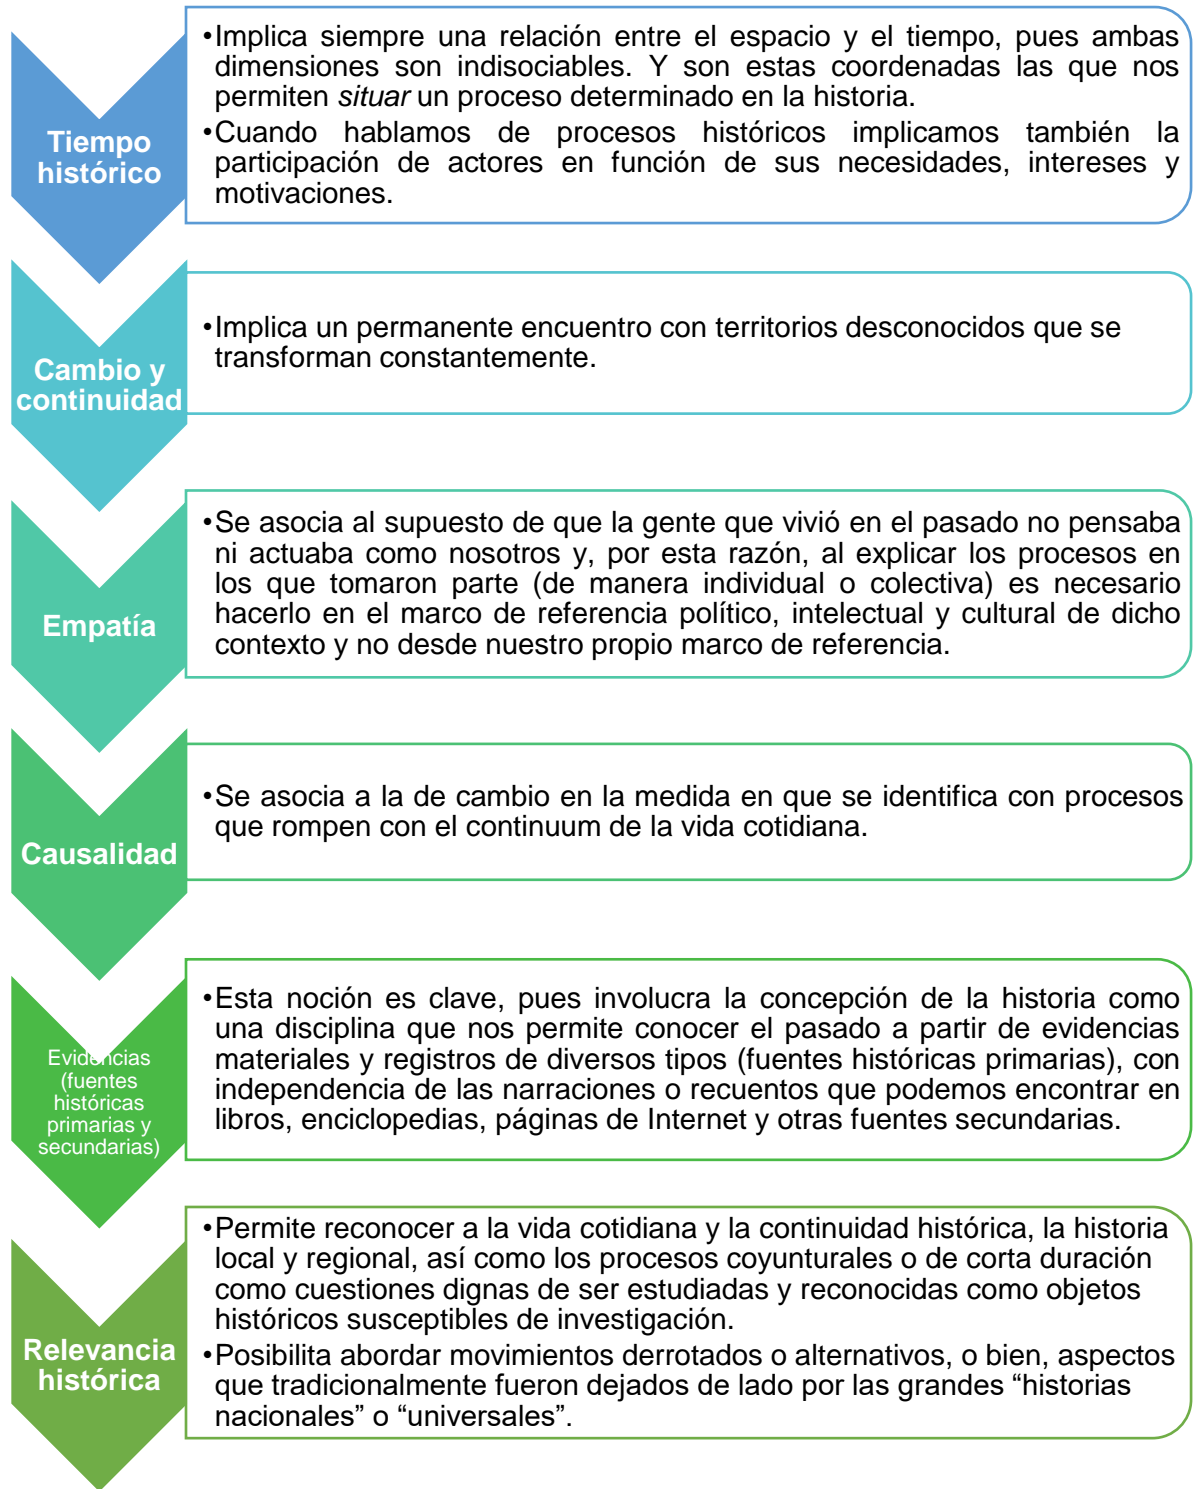 Tiempo
histórico
•Implica siempre una relación entre el espacio y el tiempo, pues ambas
dimensiones son indisociables. Y son estas coordenadas las que nos
permiten situar un proceso determinado en la historia.
•Cuando hablamos de procesos históricos implicamos también la
participación de actores en función de sus necesidades, intereses y
motivaciones.
Cambio y
continuidad
•Implica un permanente encuentro con territorios desconocidos que se
transforman constantemente.
Empatía
•Se asocia al supuesto de que la gente que vivió en el pasado no pensaba
ni actuaba como nosotros y, por esta razón, al explicar los procesos en
los que tomaron parte (de manera individual o colectiva) es necesario
hacerlo en el marco de referencia político, intelectual y cultural de dicho
contexto y no desde nuestro propio marco de referencia.
Causalidad
•Se asocia a la de cambio en la medida en que se identifica con procesos
que rompen con el continuum de la vida cotidiana.
Evidencias
(fuentes
históricas
primarias y
secundarias)
•Esta noción es clave, pues involucra la concepción de la historia como
una disciplina que nos permite conocer el pasado a partir de evidencias
materiales y registros de diversos tipos (fuentes históricas primarias), con
independencia de las narraciones o recuentos que podemos encontrar en
libros, enciclopedias, páginas de Internet y otras fuentes secundarias.
Relevancia
histórica
•Permite reconocer a la vida cotidiana y la continuidad histórica, la historia
local y regional, así como los procesos coyunturales o de corta duración
como cuestiones dignas de ser estudiadas y reconocidas como objetos
históricos susceptibles de investigación.
•Posibilita abordar movimientos derrotados o alternativos, o bien, aspectos
que tradicionalmente fueron dejados de lado por las grandes “historias
nacionales” o “universales”.